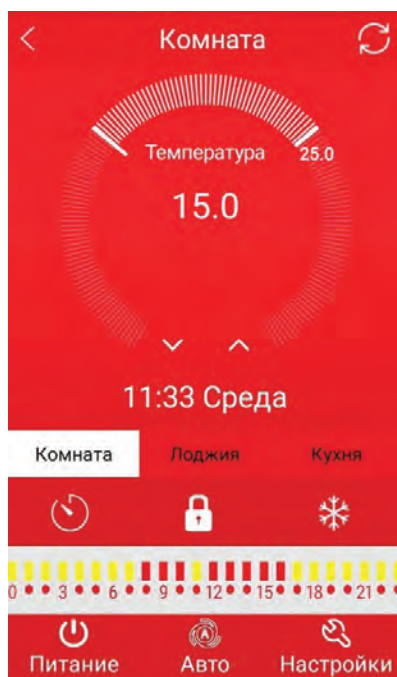 Комната
Температура 25.0
15.0
11:33 Среда
Комната Лоджия Кухня
0 3 6 9 12 15 18 21
A
Питание Авто Настройки